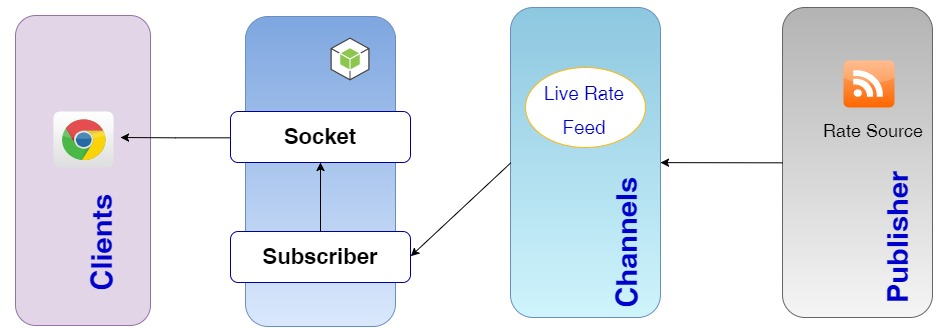 Clients
Socket
Subscriber
Live Rate
Feed
Channels
Rate Source
Publisher